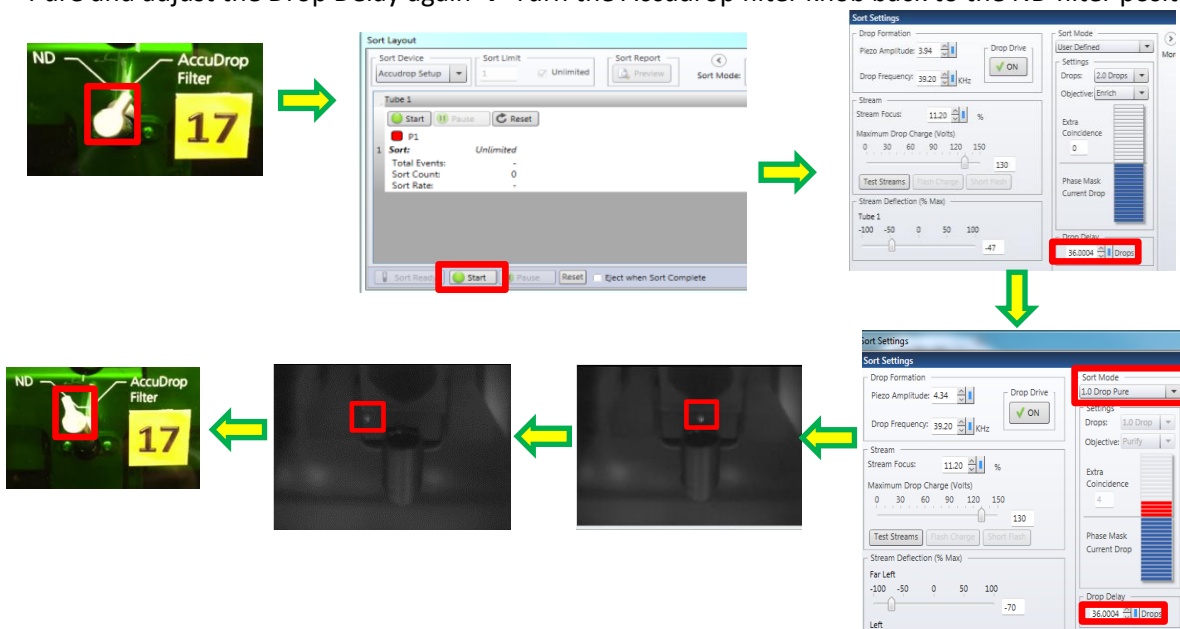 Pure and adjust the Drop Delay again
Turn the Accudrop filter knob back to the ND filter
ND
AccuDrop
Filter
17
Sort Layout
Sort Device
Accudrop Setup
Sort Limit
1
Unlimited
Sort Report
Preview
Sort Mode:
Tube 1
Start
Pause
Reset
P1
1 Sort: Unlimited
Total Events: -
Sort Count: 0
Sort Rate: -
Sort Ready
Start
Pause
Reset
Eject when Sort Complete
Sort Settings
Drop Formation
Piezo Amplitude: 3.94
Drop Drive
ON
Drop Frequency: 39.20 KHz
Stream
Stream Focus: 11.20 %
Maximum Drop Charge (Volts)
0 30 60 90 120 150
130
Test Streams
Flash Charge
Short Flash
Stream Deflection (% Max)
Tube 1
-100 -50 0 50 100
-47
Sort Mode
User Defined
Mor
Settings
Drops: 2.0 Drops
Objective: Enrich
Extra
Coincidence
0
Phase Mask
Current Drop
Drop Delay
36.0004 Drops
Sort Settings
Sort Settings
Drop Formation
Piezo Amplitude: 4.34
Drop Drive
ON
Drop Frequency: 39.20 KHz
Stream
Stream Focus: 11.20 %
Maximum Drop Charge (Volts)
0 30 60 90 120 150
130
Test Streams
Flash Charge
Short Flash
Stream Deflection (% Max)
Far Left
-100 -50 0 50 100
-70
Left
Sort Mode
1.0 Drop Pure
Settings
Drops: 1.0 Drop
Objective: Purify
Extra
Coincidence
4
Phase Mask
Current Drop
Drop Delay
36.0004 Drops
ND
AccuDrop
Filter
17